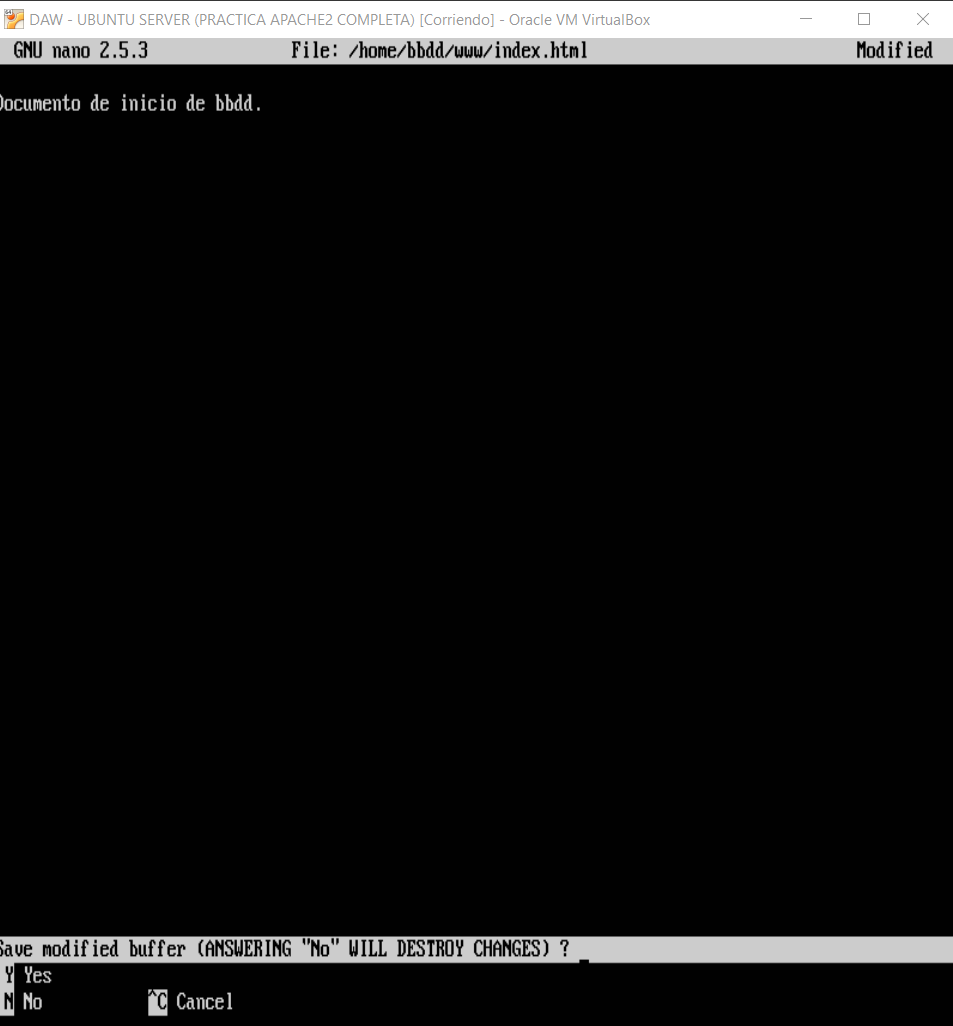 DAW - UBUNTU SERVER (PRACTICA APACHE2 COMPLETA) [Corriendo] - Oracle VM VirtualBox
GNU nano 2.5.3 File: /home/bbdd/www/index.html Modified
Documento de inicio de bbdd.
Save modified buffer (ANSWERING "No" WILL DESTROY CHANGES) ?
Y Yes
N No ^C Cancel